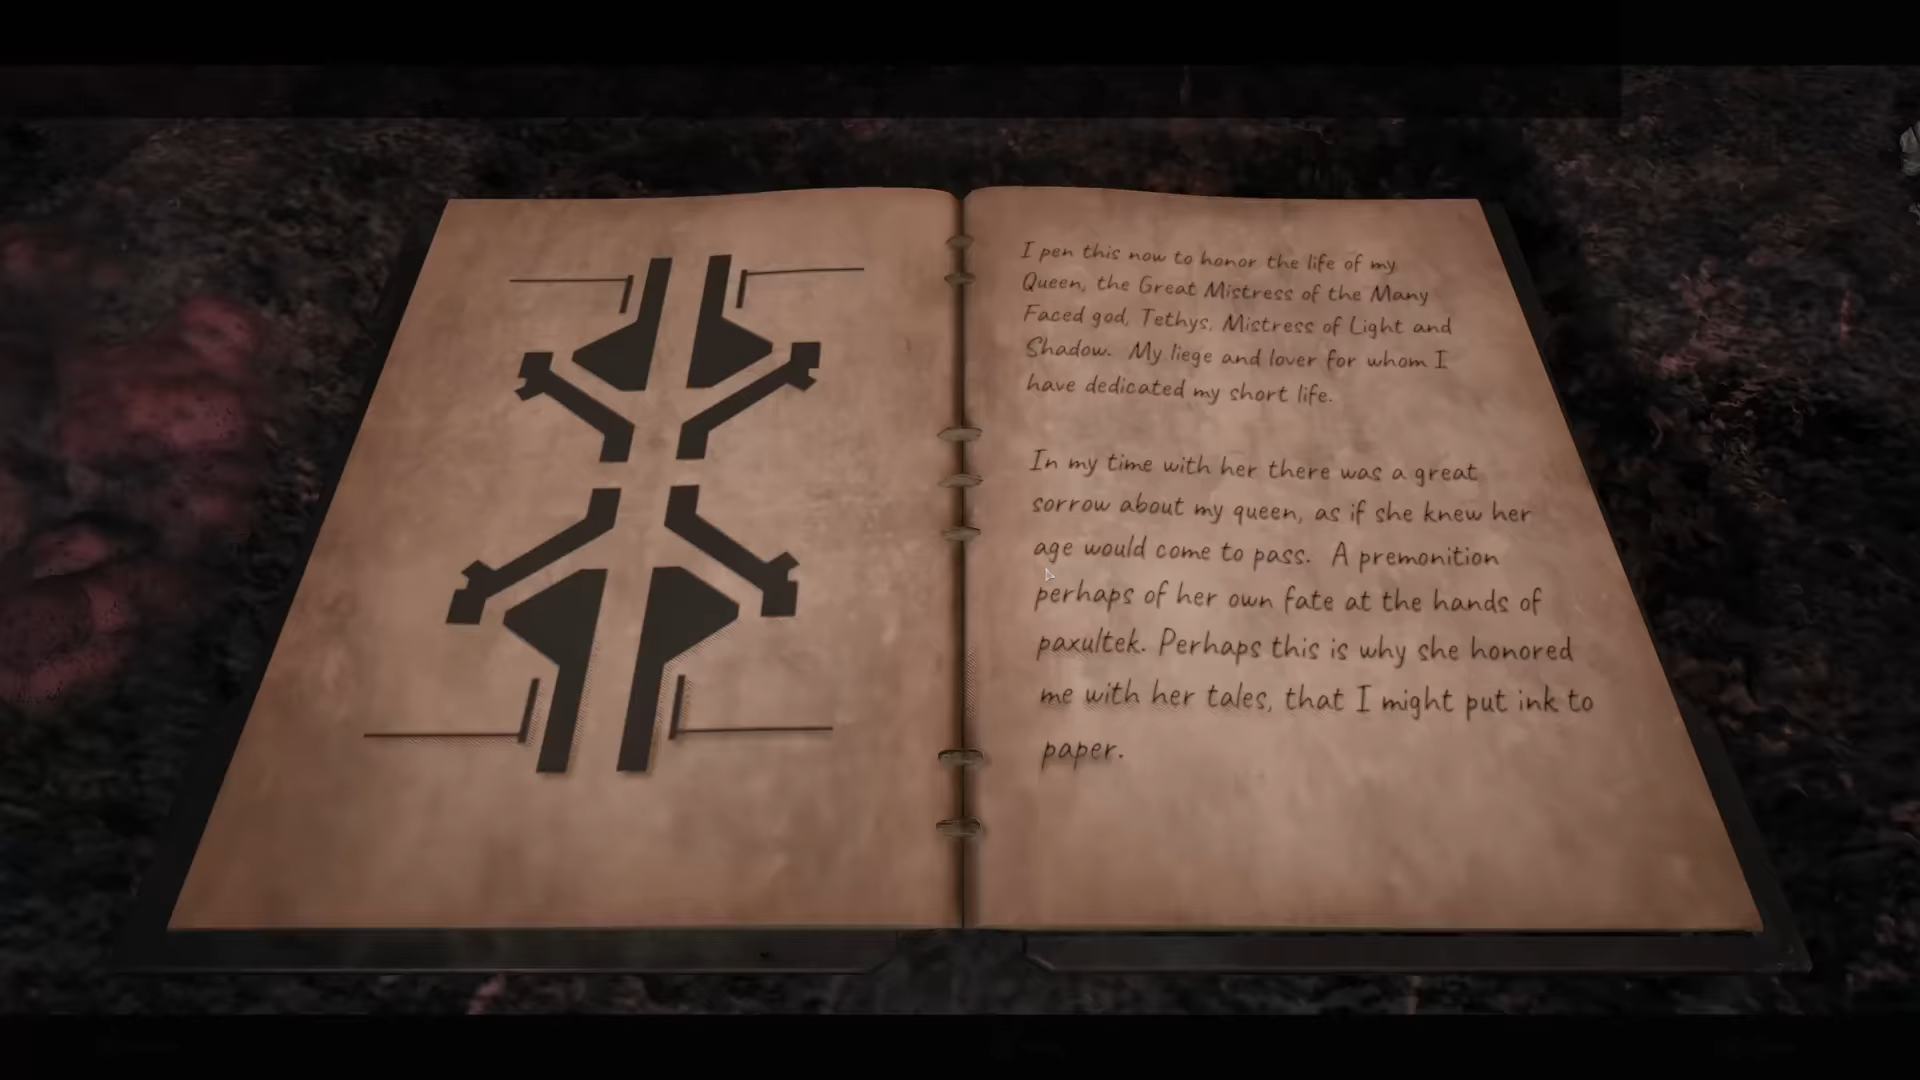 I pen this now to honor the life of my
Queen, the Great Mistress of the Many
Faced god, Tethys, Mistress of Light and
Shadow. My liege and lover for whom I
have dedicated my short life.
In my time with her there was a great
sorrow about my queen, as if she knew her
age would come to pass. A premonition
perhaps of her own fate at the hands of
paxultek. Perhaps this is why she honored
me with her tales, that I might put ink to
paper.